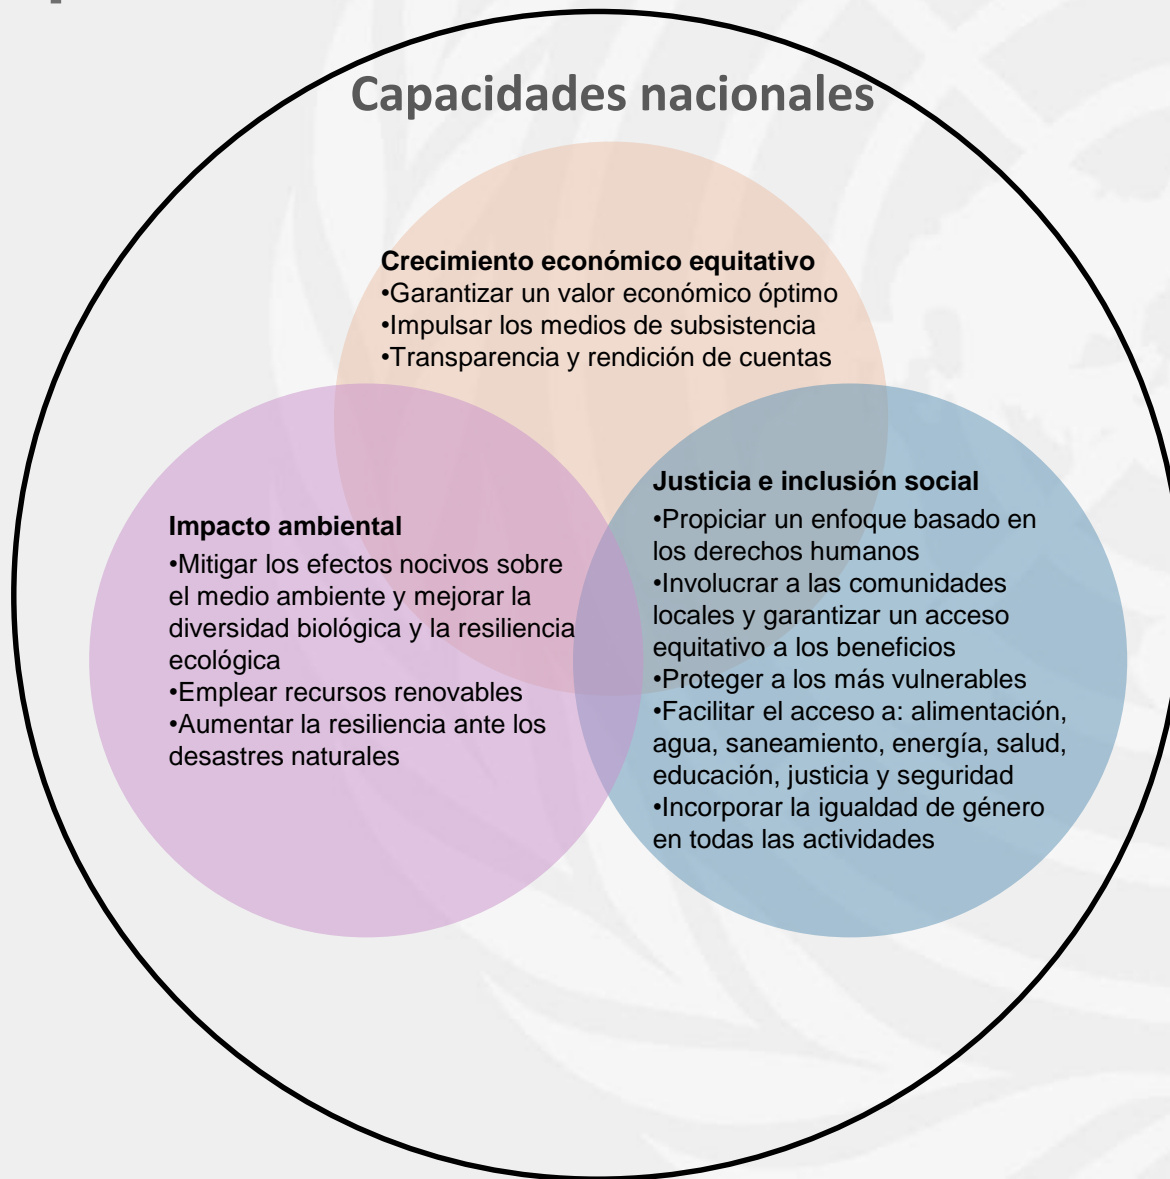 Capacidades nacionales
Crecimiento económico equitativo
•Garantizar un valor económico óptimo
•Impulsar los medios de subsistencia
•Transparencia y rendición de cuentas
Impacto ambiental
•Mitigar los efectos nocivos sobre
el medio ambiente y mejorar la
diversidad biológica y la resiliencia
ecológica
•Emplear recursos renovables
•Aumentar la resiliencia ante los
desastres naturales
Justicia e inclusión social
•Propiciar un enfoque basado en
los derechos humanos
•Involucrar a las comunidades
locales y garantizar un acceso
equitativo a los beneficios
•Proteger a los más vulnerables
•Facilitar el acceso a: alimentación,
agua, saneamiento, energía, salud,
educación, justicia y seguridad
•Incorporar la igualdad de género
en todas las actividades